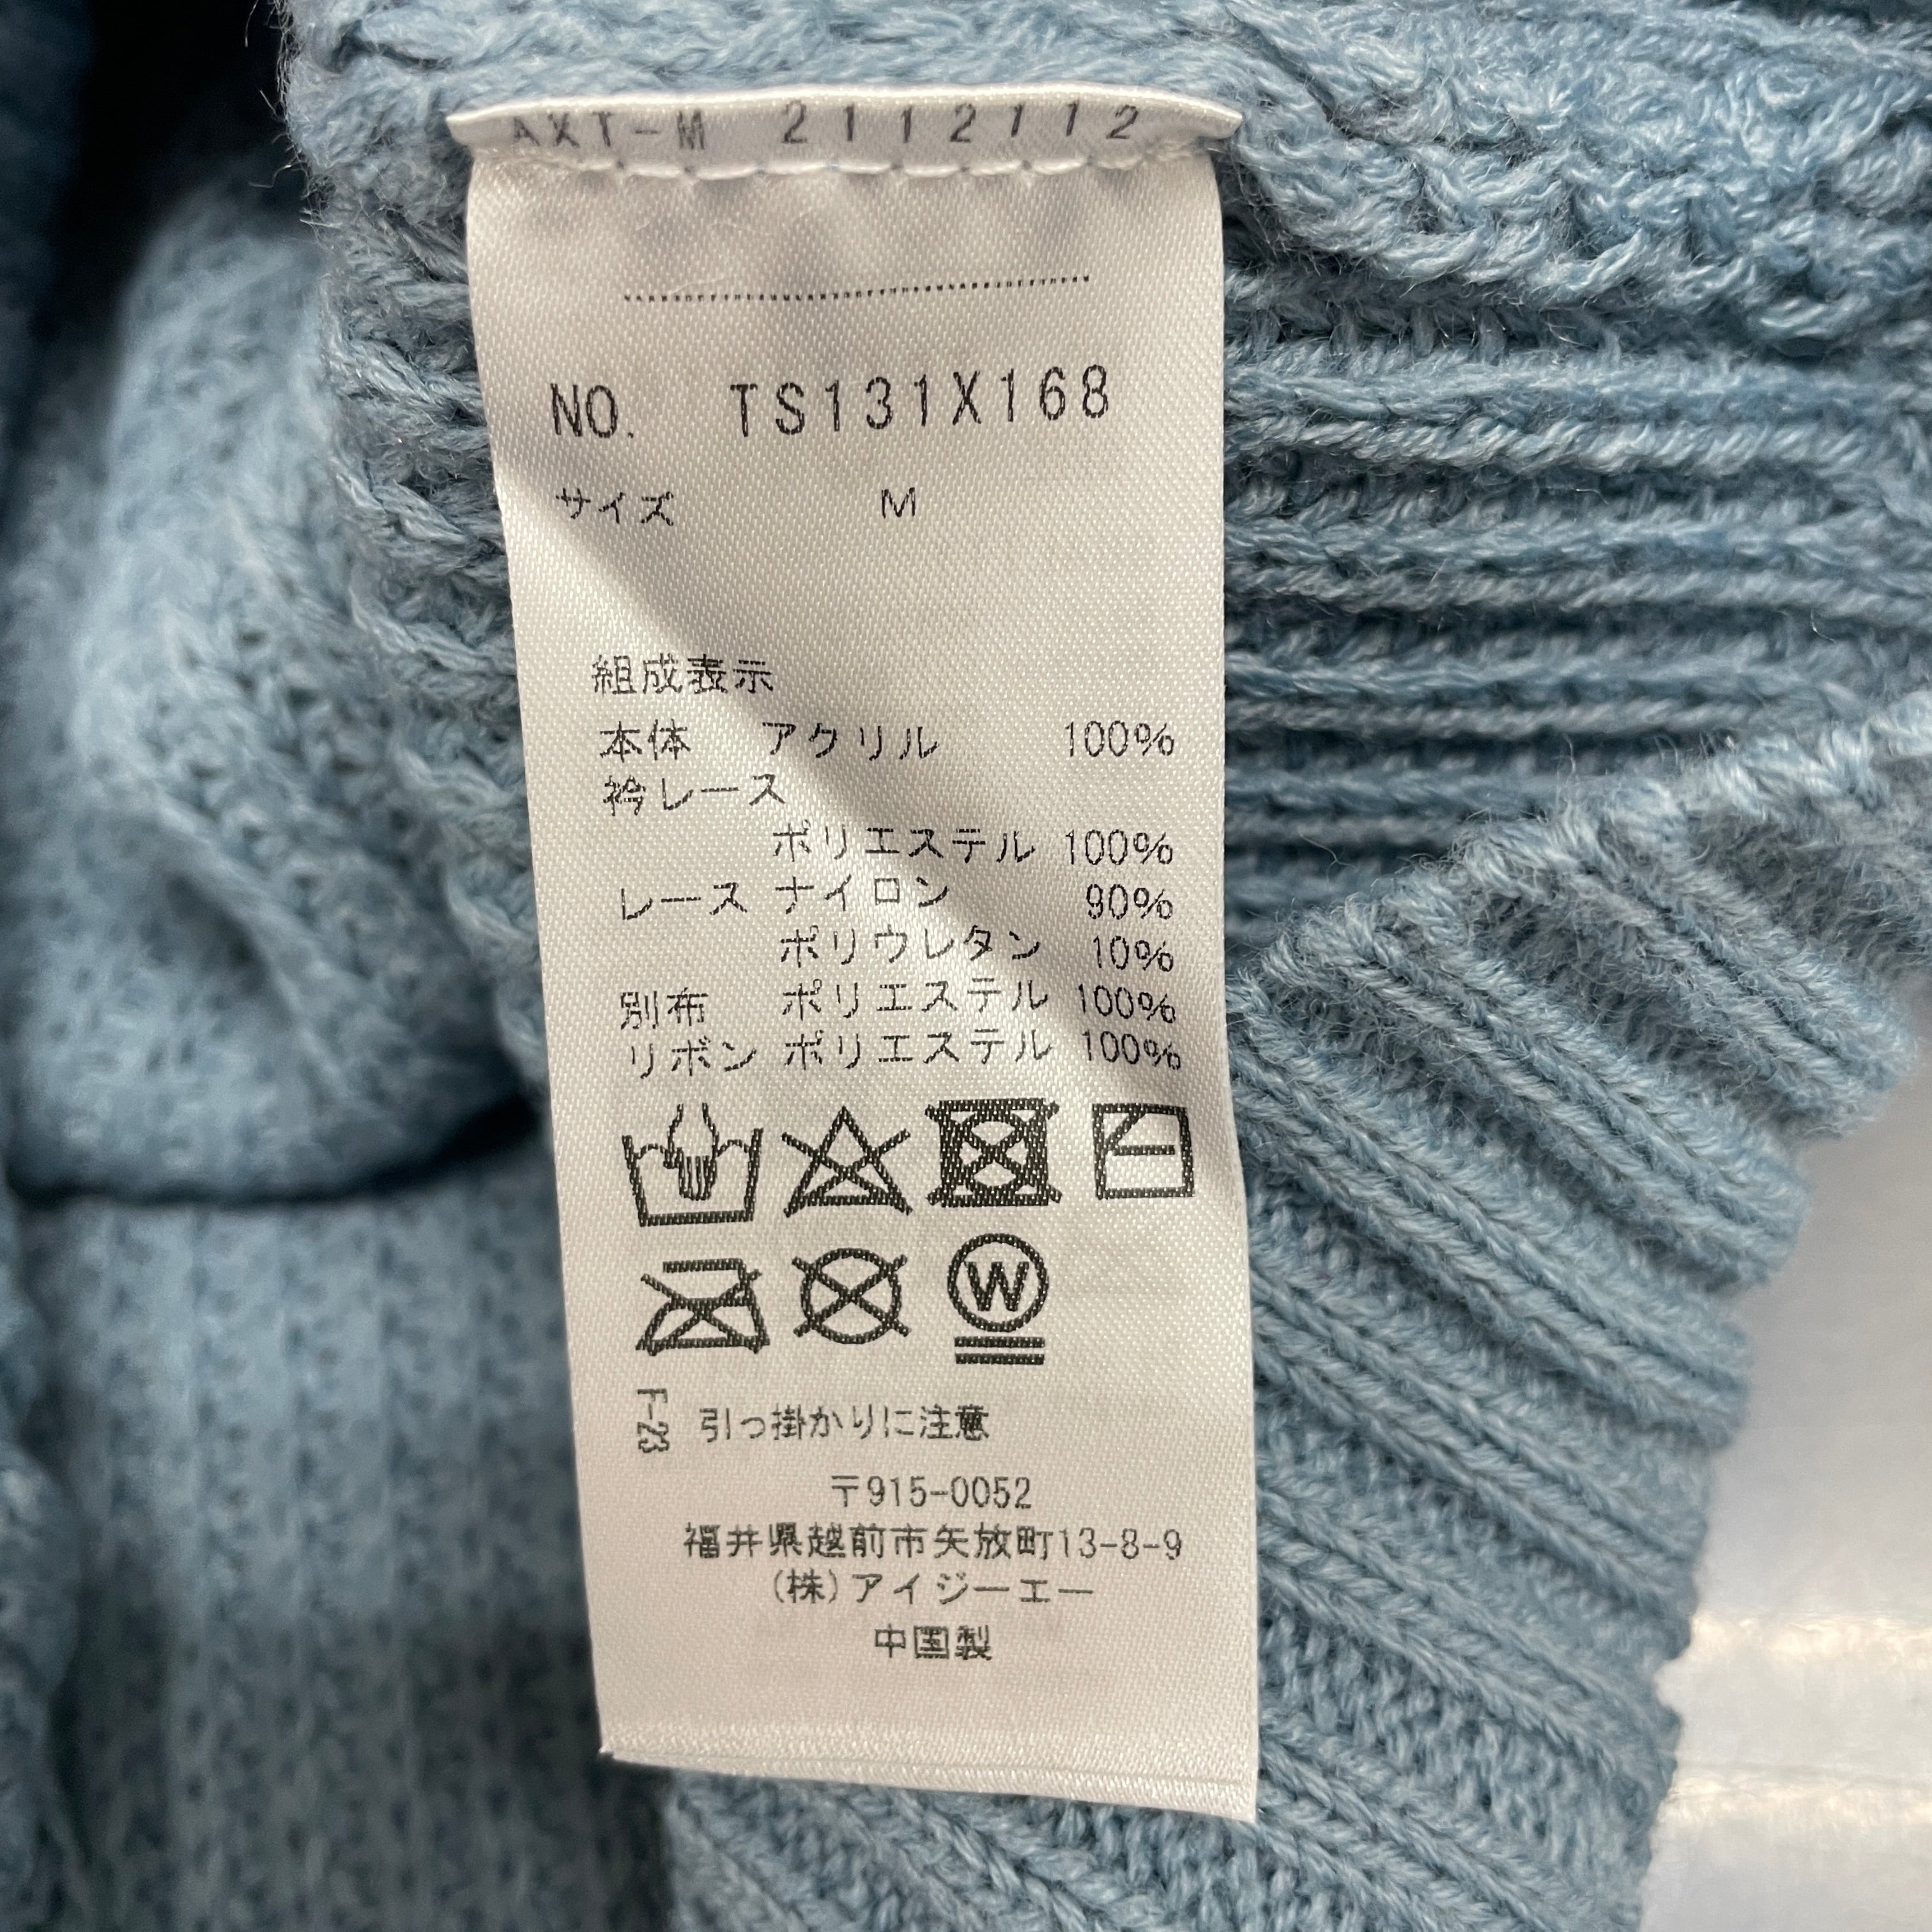 AXT-M 2112112
NO. TS131X168
サイズ M
組成表示
本体 アクリル 100%
衿レース
ポリエステル 100%
レース ナイロン 90%
ポリウレタン 10%
別布 ポリエステル 100%
リボン ポリエステル 100%
W
F-23
引っ掛かりに注意
〒915-0052
福井県越前市矢放町13-8-9
(株)アイジーエー
中国製